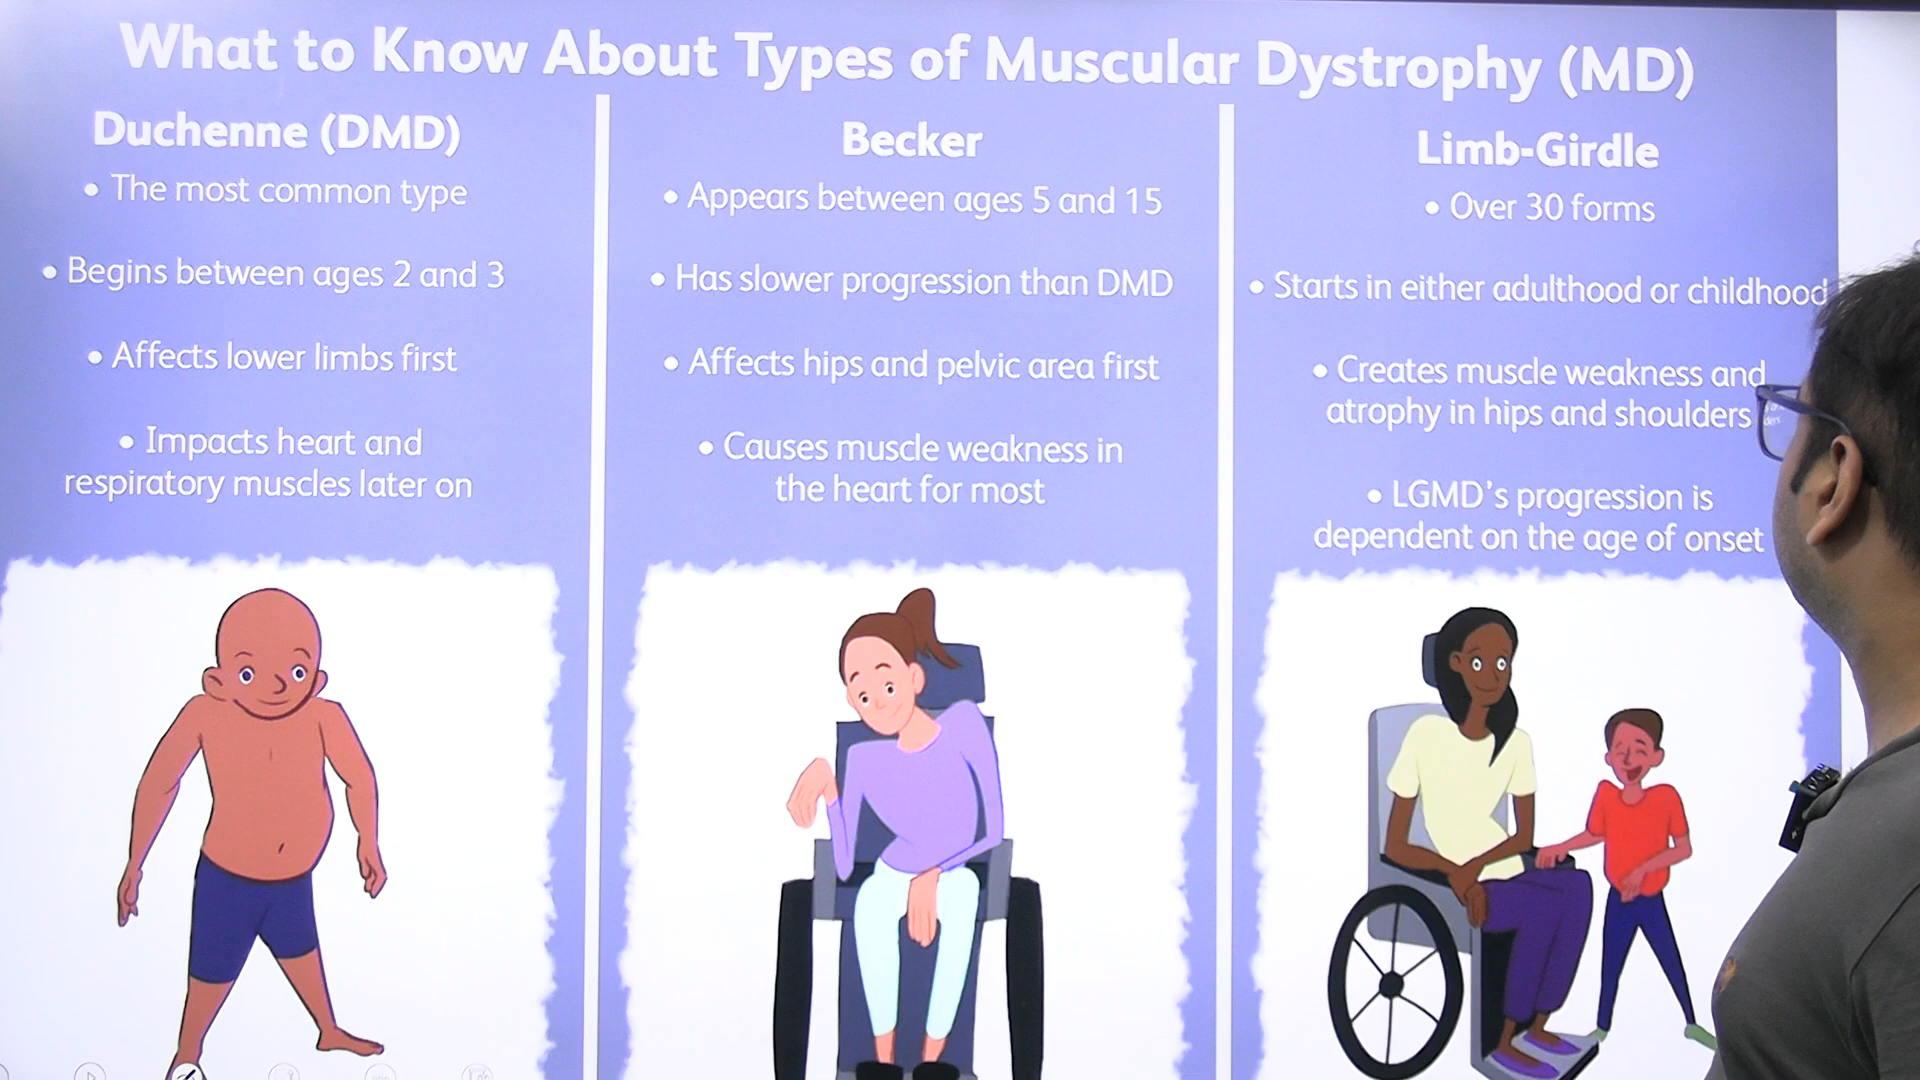 What to Know About Types of Muscular Dystrophy (MD)
Duchenne (DMD)
• The most common type
• Begins between ages 2 and 3
• Affects lower limbs first
• Impacts heart and
respiratory muscles later on
Becker
• Appears between ages 5 and 15
• Has slower progression than DMD
• Affects hips and pelvic area first
• Causes muscle weakness in
the heart for most
Limb-Girdle
• Over 30 forms
• Starts in either adulthood or childhood
• Creates muscle weakness and
atrophy in hips and shoulders
• LGMD's progression is
dependent on the age of onset